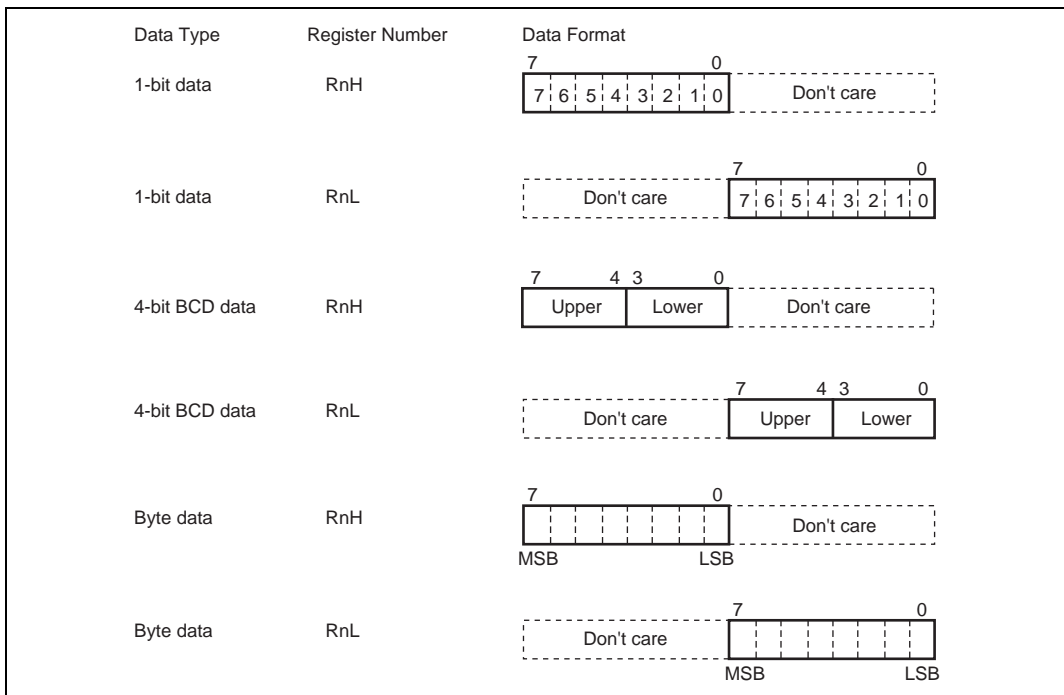 Data Type Register Number Data Format
7 0
1-bit data RnH 7 6 5 4 3 2 1 0 Don't care
7 0
1-bit data RnL Don't care 7 6 5 4 3 2 1 0
7 4 3 0
4-bit BCD data RnH Upper Lower Don't care
7 4 3 0
4-bit BCD data RnL Don't care Upper Lower
7 0
Byte data RnH Don't care
MSB LSB
7 0
Byte data RnL Don't care
MSB LSB